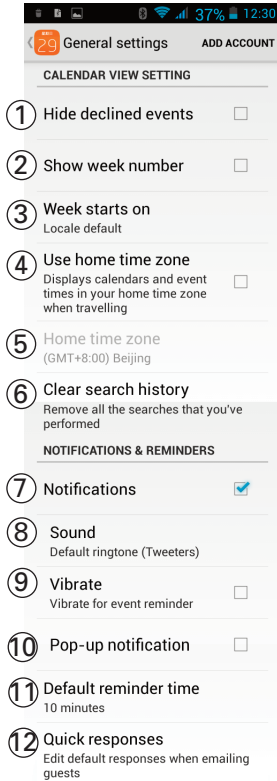 37% 12:30
29 General settings ADD ACCOUNT
CALENDAR VIEW SETTING
1 Hide declined events
2 Show week number
3 Week starts on
Locale default
4 Use home time zone
Displays calendars and event
times in your home time zone
when travelling
5 Home time zone
(GMT+8:00) Beijing
6 Clear search history
Remove all the searches that you've
performed
NOTIFICATIONS & REMINDERS
7 Notifications
8 Sound
Default ringtone (Tweeters)
9 Vibrate
Vibrate for event reminder
10 Pop-up notification
11 Default reminder time
10 minutes
12 Quick responses
Edit default responses when emailing
guests